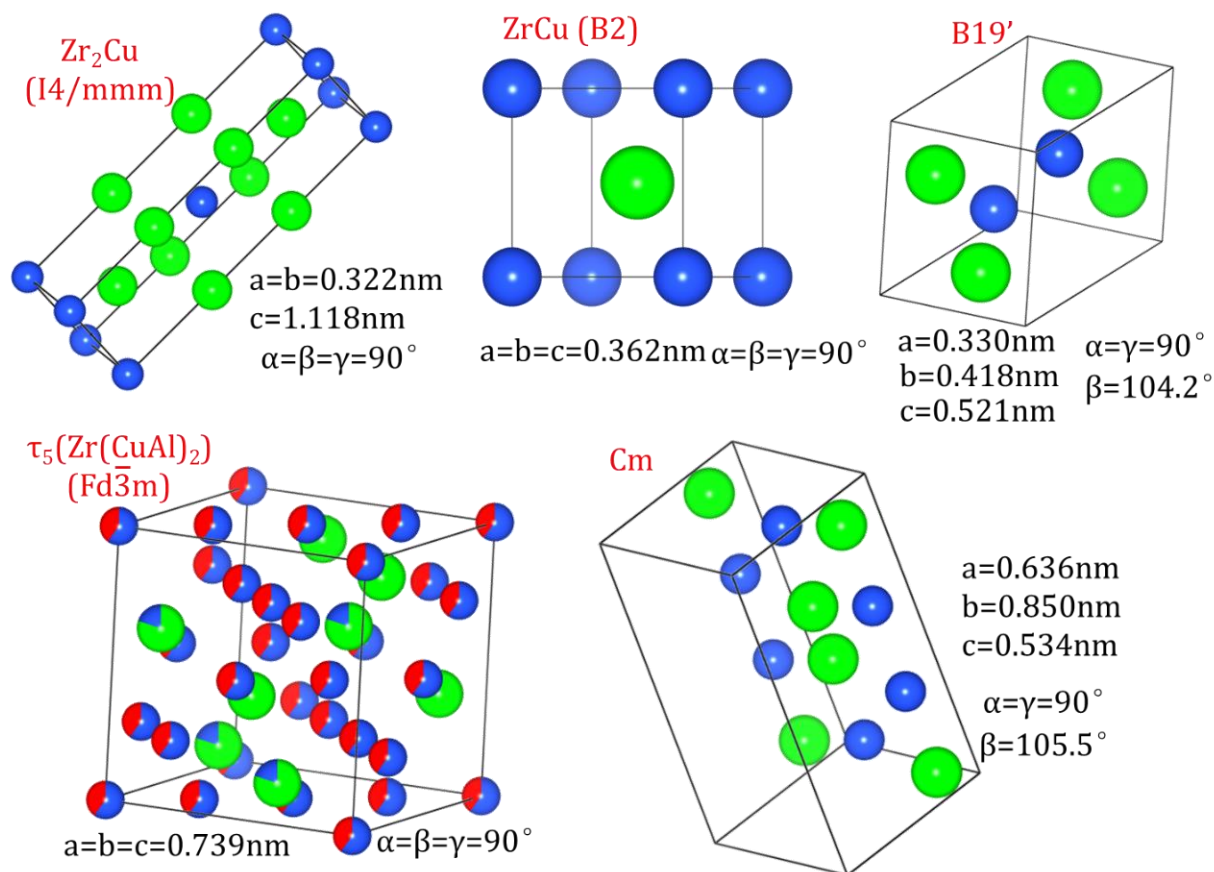 Zr₂Cu
(I4/mmm)
a=b=0.322nm
c=1.118nm
α=β=γ=90°
ZrCu (B2)
a=b=c=0.362nm α=β=γ=90°
B19’
a=0.330nm
b=0.418nm
c=0.521nm
α=γ=90°
β=104.2°
τ₅(Zr(CuAl)₂)
(Fd3̅m)
a=b=c=0.739nm α=β=γ=90°
Cm
a=0.636nm
b=0.850nm
c=0.534nm
α=γ=90°
β=105.5°